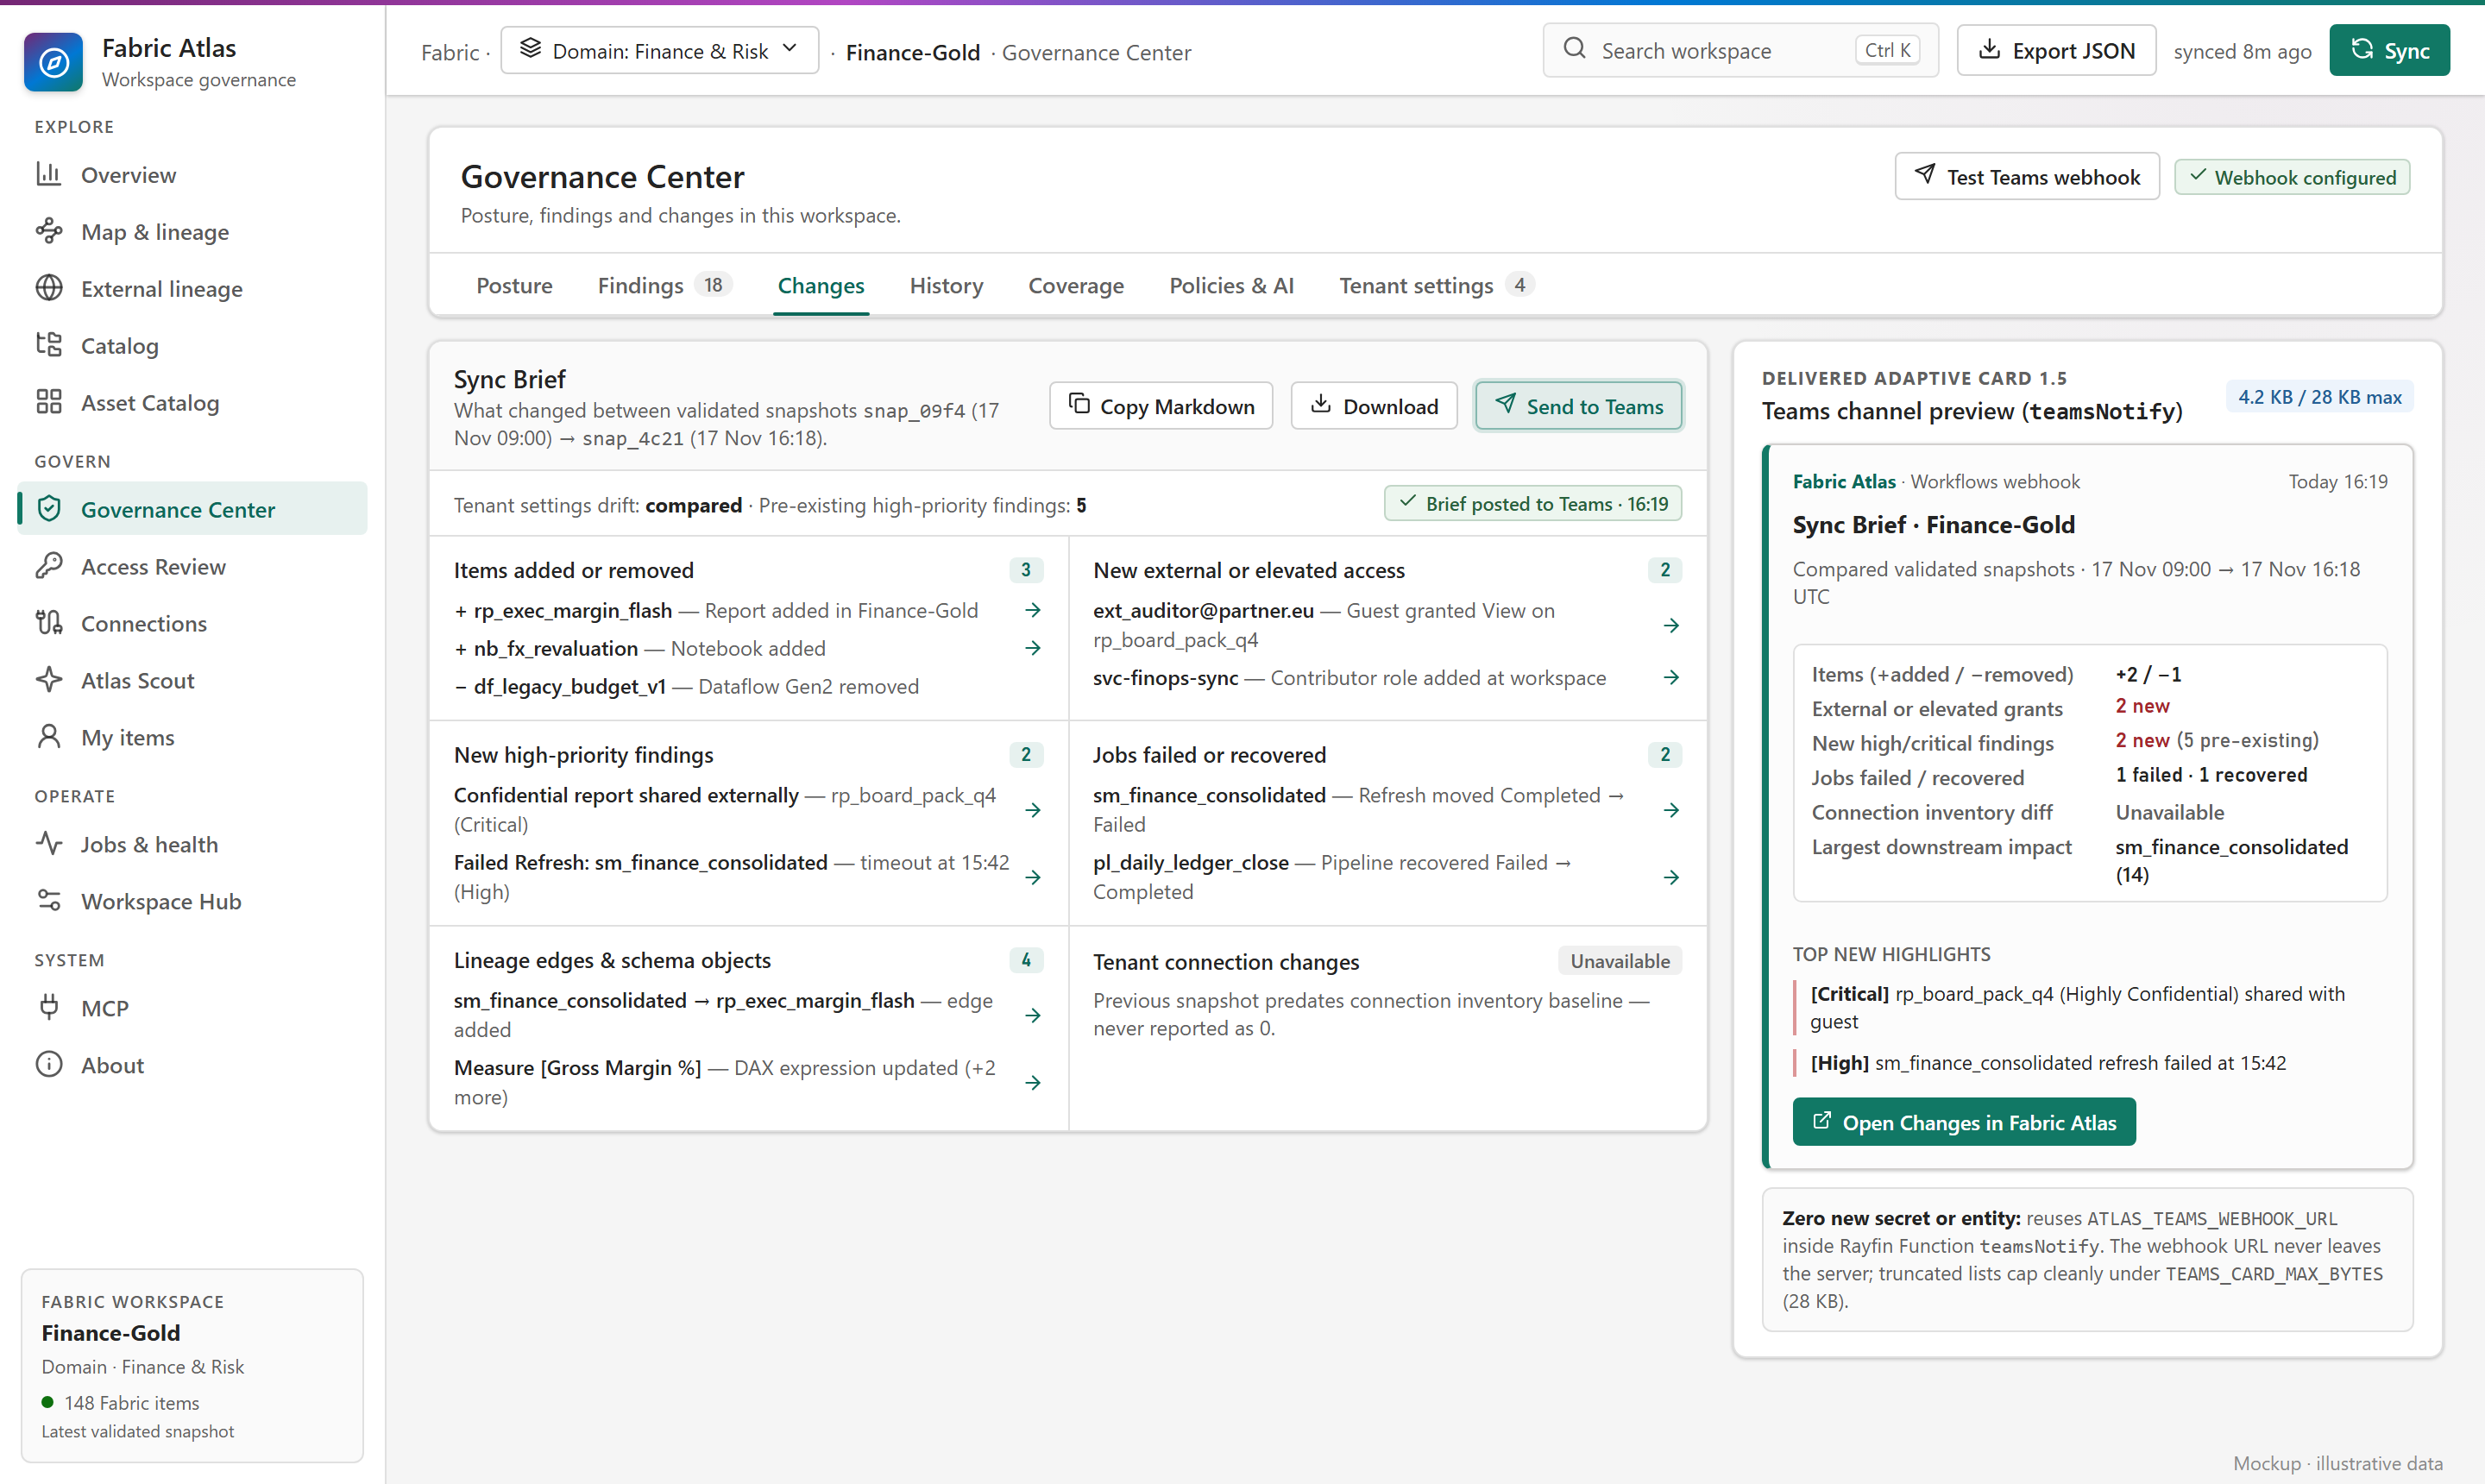 Fabric Atlas
Workspace governance
EXPLORE
Overview
Map & lineage
External lineage
Catalog
Asset Catalog
GOVERN
Governance Center
Access Review
Connections
Atlas Scout
My items
OPERATE
Jobs & health
Workspace Hub
SYSTEM
MCP
About
FABRIC WORKSPACE
Finance-Gold
Domain · Finance & Risk
148 Fabric items
Latest validated snapshot
Fabric · Domain: Finance & Risk · Finance-Gold · Governance Center
Search workspace Ctrl K
Export JSON
synced 8m ago
Sync
Governance Center
Posture, findings and changes in this workspace.
Test Teams webhook
Webhook configured
Posture Findings 18 Changes History Coverage Policies & AI Tenant settings 4
Sync Brief
What changed between validated snapshots snap_09f4 (17
Nov 09:00) → snap_4c21 (17 Nov 16:18).
Copy Markdown
Download
Send to Teams
Tenant settings drift: compared · Pre-existing high-priority findings: 5
Brief posted to Teams · 16:19
Items added or removed 3
+ rp_exec_margin_flash — Report added in Finance-Gold →
+ nb_fx_revaluation — Notebook added →
− df_legacy_budget_v1 — Dataflow Gen2 removed
New external or elevated access 2
ext_auditor@partner.eu — Guest granted View on
rp_board_pack_q4 →
svc-finops-sync — Contributor role added at workspace →
New high-priority findings 2
Confidential report shared externally — rp_board_pack_q4
(Critical) →
Failed Refresh: sm_finance_consolidated — timeout at 15:42
(High) →
Jobs failed or recovered 2
sm_finance_consolidated — Refresh moved Completed →
Failed →
pl_daily_ledger_close — Pipeline recovered Failed →
Completed →
Lineage edges & schema objects 4
sm_finance_consolidated → rp_exec_margin_flash — edge
added →
Measure [Gross Margin %] — DAX expression updated (+2
more) →
Tenant connection changes Unavailable
Previous snapshot predates connection inventory baseline —
never reported as 0.
DELIVERED ADAPTIVE CARD 1.5
Teams channel preview (teamsNotify)
4.2 KB / 28 KB max
Fabric Atlas · Workflows webhook Today 16:19
Sync Brief · Finance-Gold
Compared validated snapshots · 17 Nov 09:00 → 17 Nov 16:18
UTC
Items (+added / −removed) +2 / −1
External or elevated grants 2 new
New high/critical findings 2 new (5 pre-existing)
Jobs failed / recovered 1 failed · 1 recovered
Connection inventory diff Unavailable
Largest downstream impact sm_finance_consolidated
(14)
TOP NEW HIGHLIGHTS
[Critical] rp_board_pack_q4 (Highly Confidential) shared with
guest
[High] sm_finance_consolidated refresh failed at 15:42
Open Changes in Fabric Atlas
Zero new secret or entity: reuses ATLAS_TEAMS_WEBHOOK_URL
inside Rayfin Function teamsNotify. The webhook URL never leaves
the server; truncated lists cap cleanly under TEAMS_CARD_MAX_BYTES
(28 KB).
Mockup · illustrative data